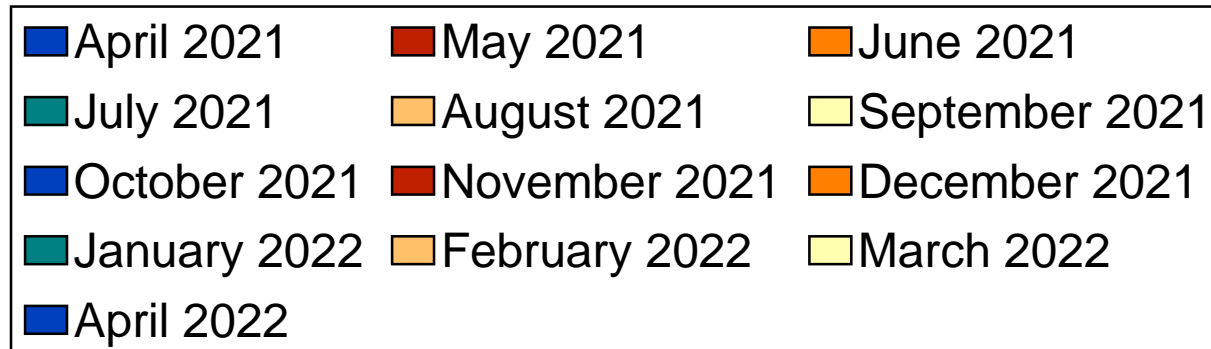 April 2021 May 2021 June 2021
July 2021 August 2021 September 2021
October 2021 November 2021 December 2021
January 2022 February 2022 March 2022
April 2022